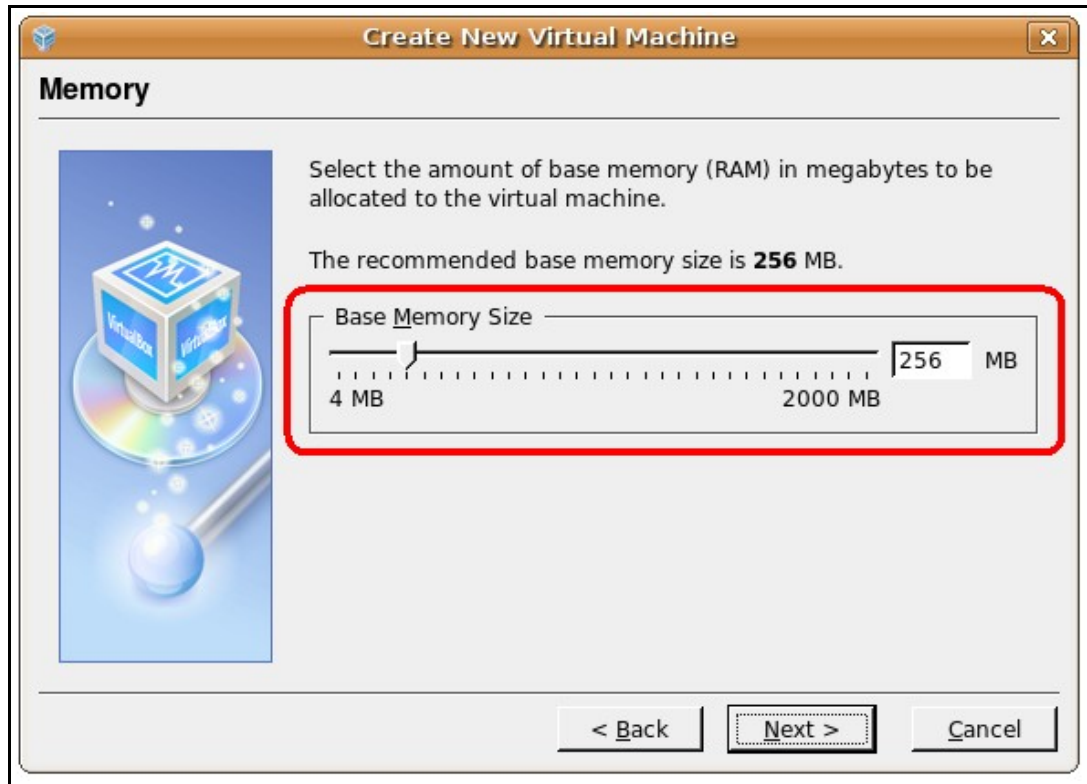 Create New Virtual Machine
Memory
Select the amount of base memory (RAM) in megabytes to be
allocated to the virtual machine.
The recommended base memory size is 256 MB.
Base Memory Size
256 MB
4 MB 2000 MB
VirtualBox VirtualBox
< Back Next > Cancel